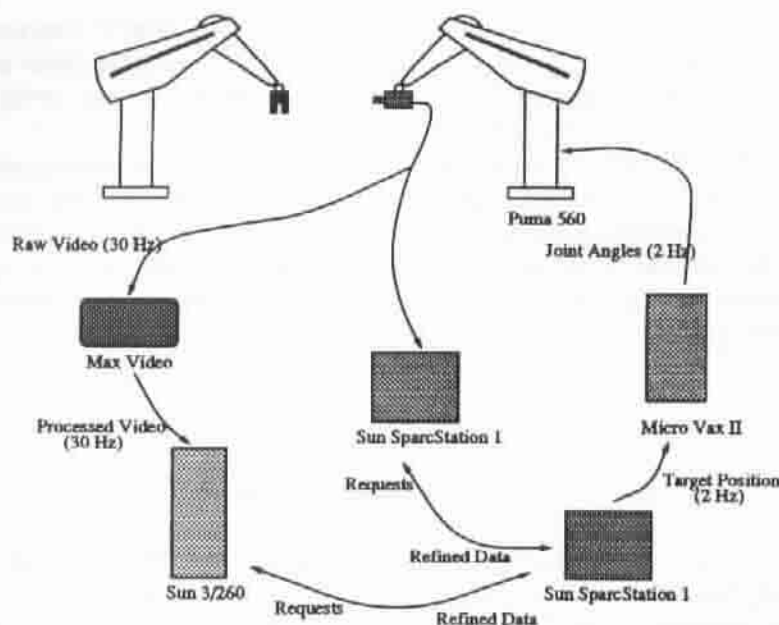 Puma 560
Raw Video (30 Hz)
Joint Angles (2 Hz)
Max Video
Processed Video
(30 Hz)
Sun SparcStation 1
Micro Vax II
Requests
Target Position
(2 Hz)
Refined Data
Sun 3/260
Requests
Refined Data
Sun SparcStation 1